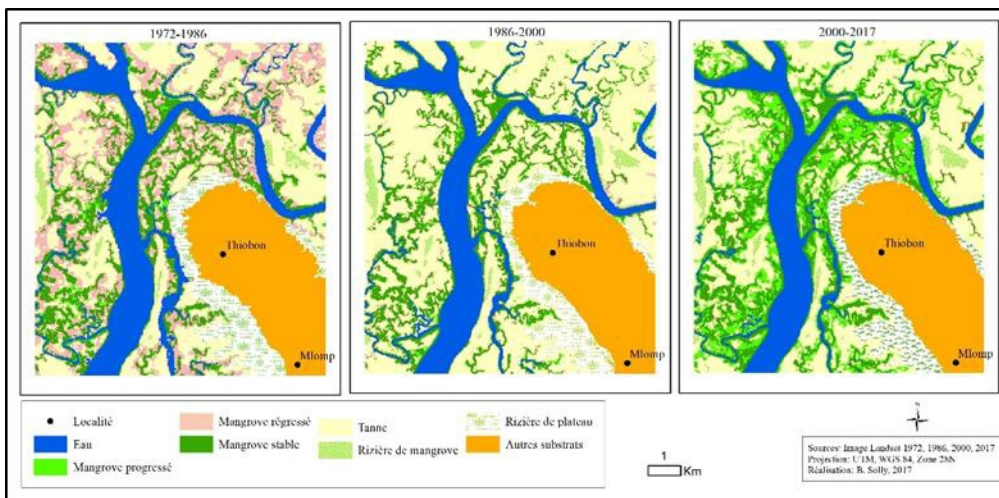 1972-1986
1986-2000
2000-2017
Thiobon
Mlomp
Thiobon
Mlomp
Thiobon
Mlomp
Localité
Eau
Mangrove progressé
Mangrove régressé
Mangrove stable
Tanne
Rizière de mangrove
Rizière de plateau
Autres substrats
1
Km
Sources: Image Landsat 1972, 1986, 2000, 2017
Projection: UTM, WGS 84, Zone 28N
Réalisation: B. Solly, 2017